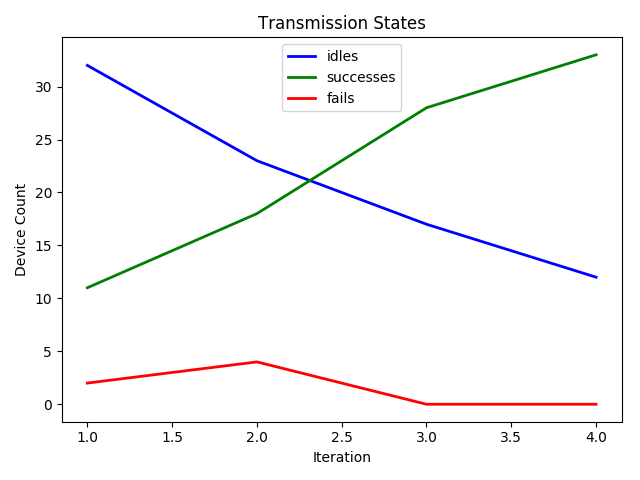 Transmission States
idles
successes
fails
Device Count
30
25
20
15
10
5
0
1.0 1.5 2.0 2.5 3.0 3.5 4.0
Iteration